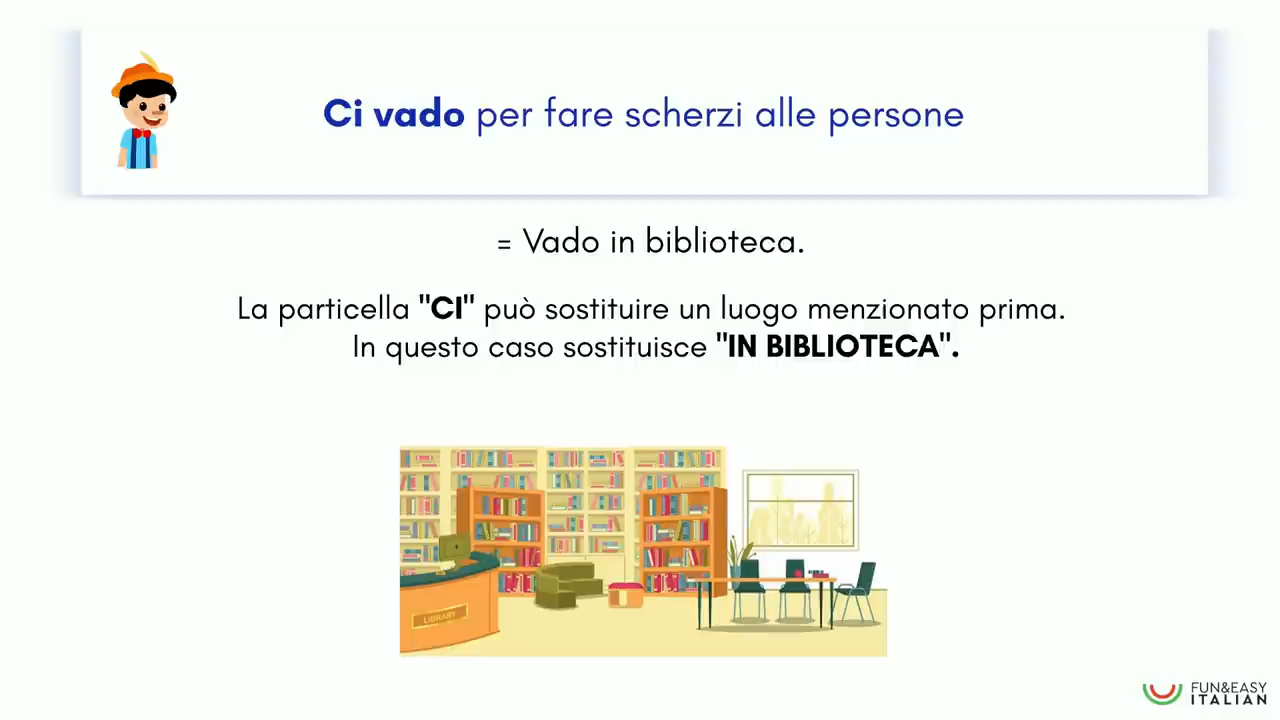 Ci vado per fare scherzi alle persone
= Vado in biblioteca.
La particella "CI" può sostituire un luogo menzionato prima.
In questo caso sostituisce "IN BIBLIOTECA".
LIBRARY
FUN&EASY
ITALIAN